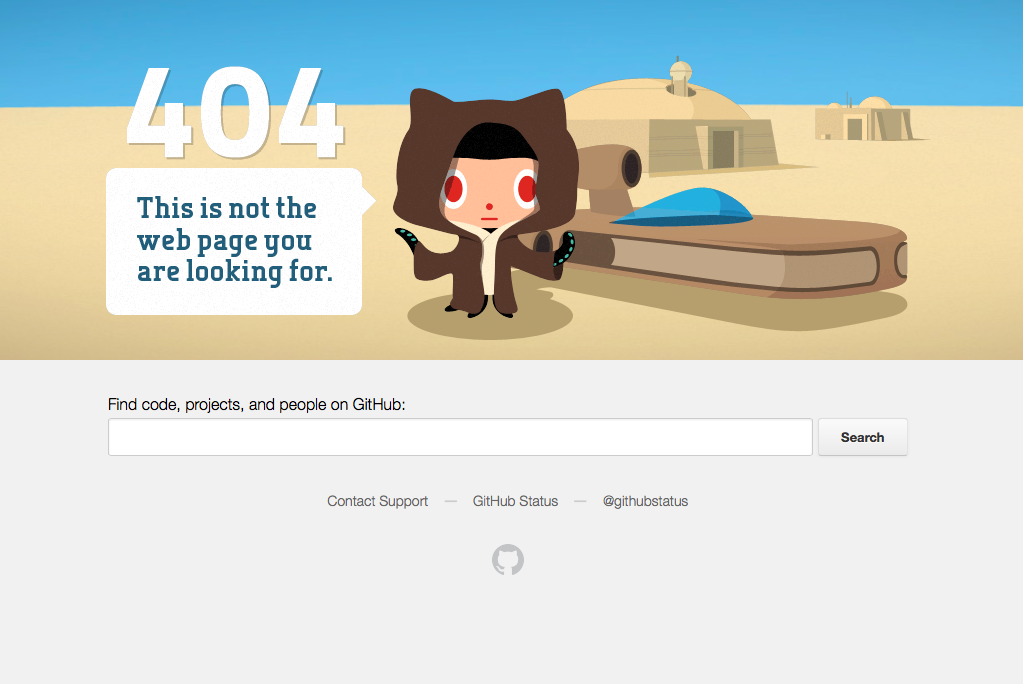 404
This is not the
web page you
are looking for.
Find code, projects, and people on GitHub:
Search
Contact Support — GitHub Status — @githubstatus